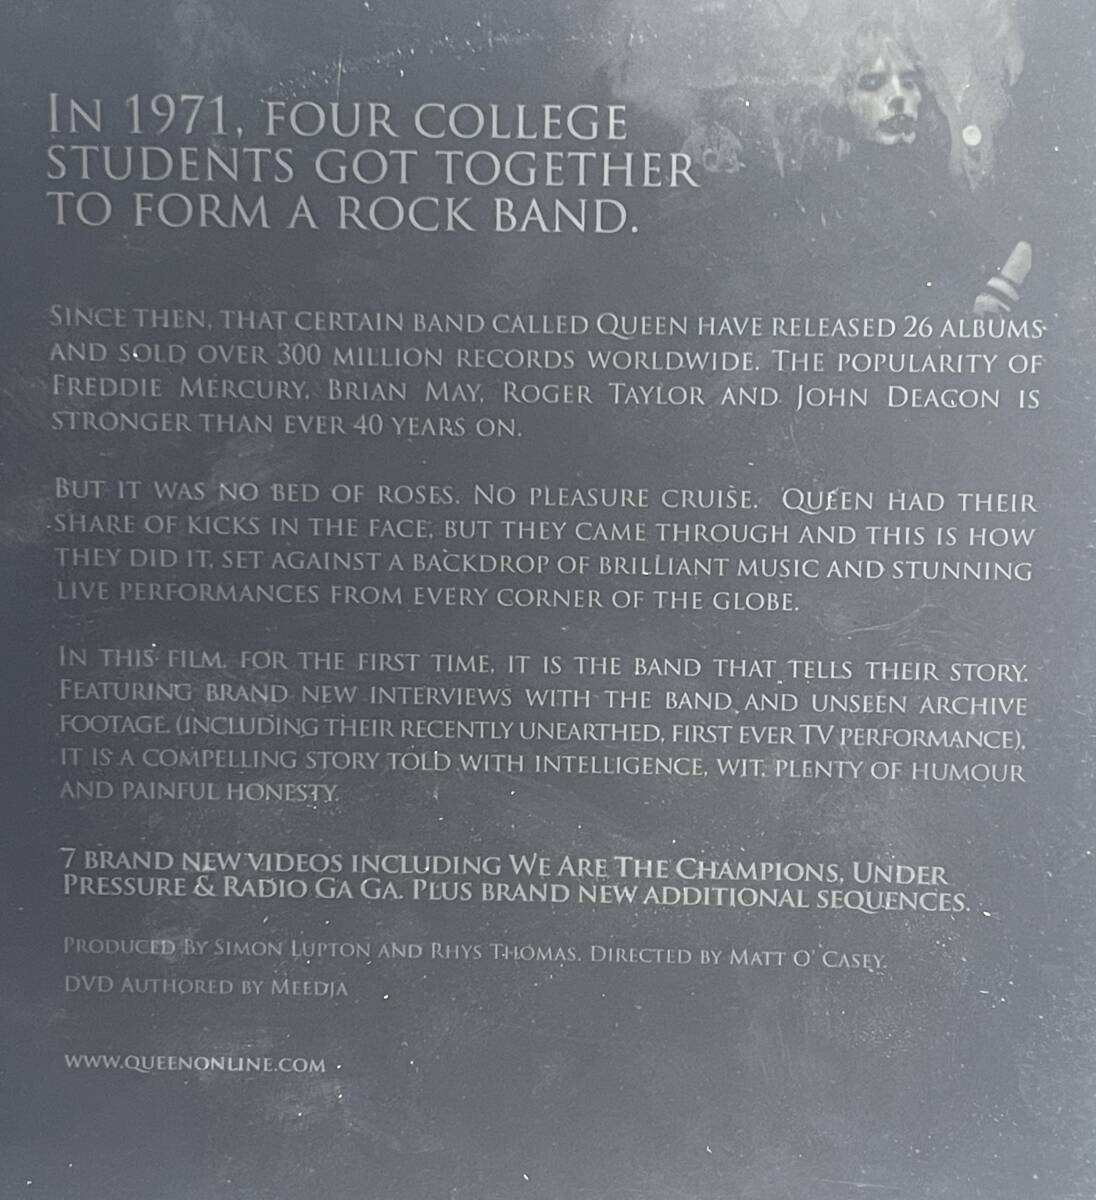 In 1971, four college
students got together
to form a rock band.
Since then, that certain band called Queen have released 26 albums
and sold over 300 million records worldwide. The popularity of
Freddie Mercury, Brian May, Roger Taylor and John Deacon is
stronger than ever 40 years on.
But it was no bed of roses. No pleasure cruise. Queen had their
share of kicks in the face, but they came through and this is how
they did it, set against a backdrop of brilliant music and stunning
live performances from every corner of the globe.
In this film, for the first time, it is the band that tells their story.
Featuring brand new interviews with the band and unseen archive
footage (including their recently unearthed, first ever TV performance),
it is a compelling story told with intelligence, wit, plenty of humour
and painful honesty.
7 brand new videos including We Are The Champions, Under
Pressure & Radio Ga Ga. Plus brand new additional sequences.
Produced By Simon Lupton and Rhys Thomas. Directed by Matt O' Casey.
DVD Authored by Meedja
www.queenonline.com